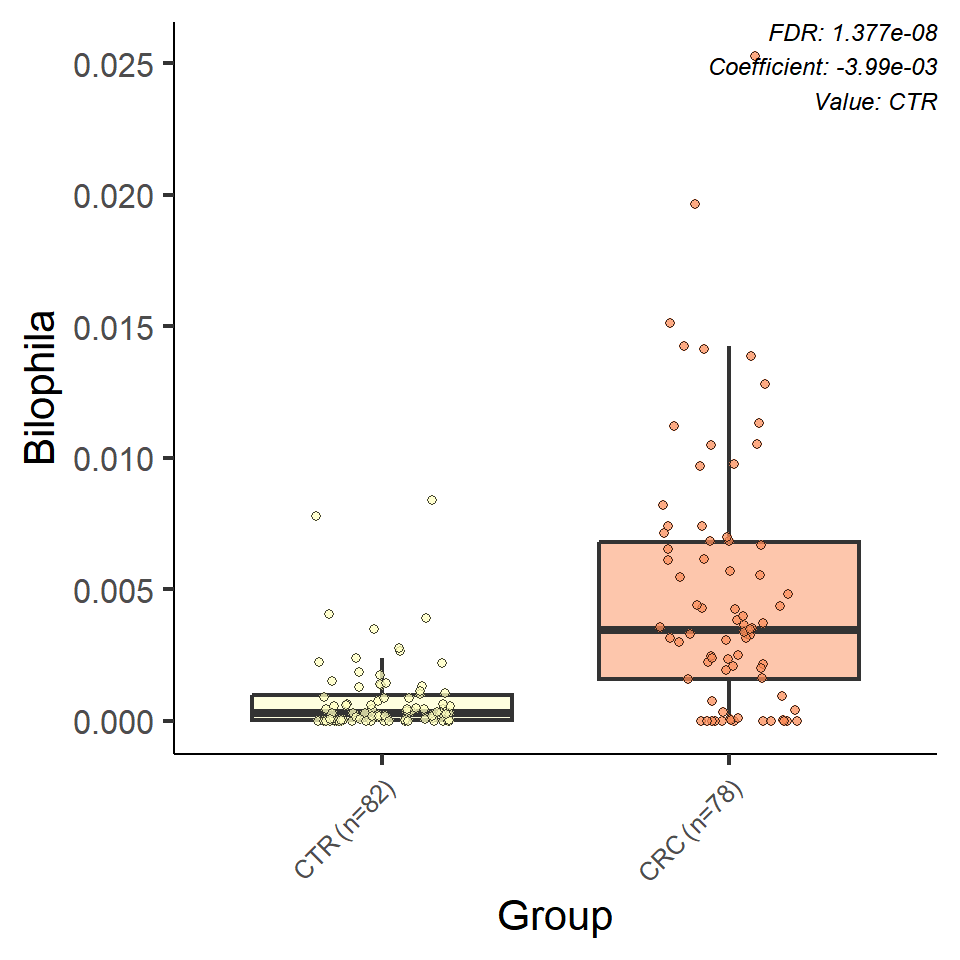 FDR: 1.377e-08
Coefficient: -3.99e-03
Value: CTR
0.025
0.020
0.015
0.010
0.005
0.000
Bilophila
CTR (n=82)
CRC (n=78)
Group